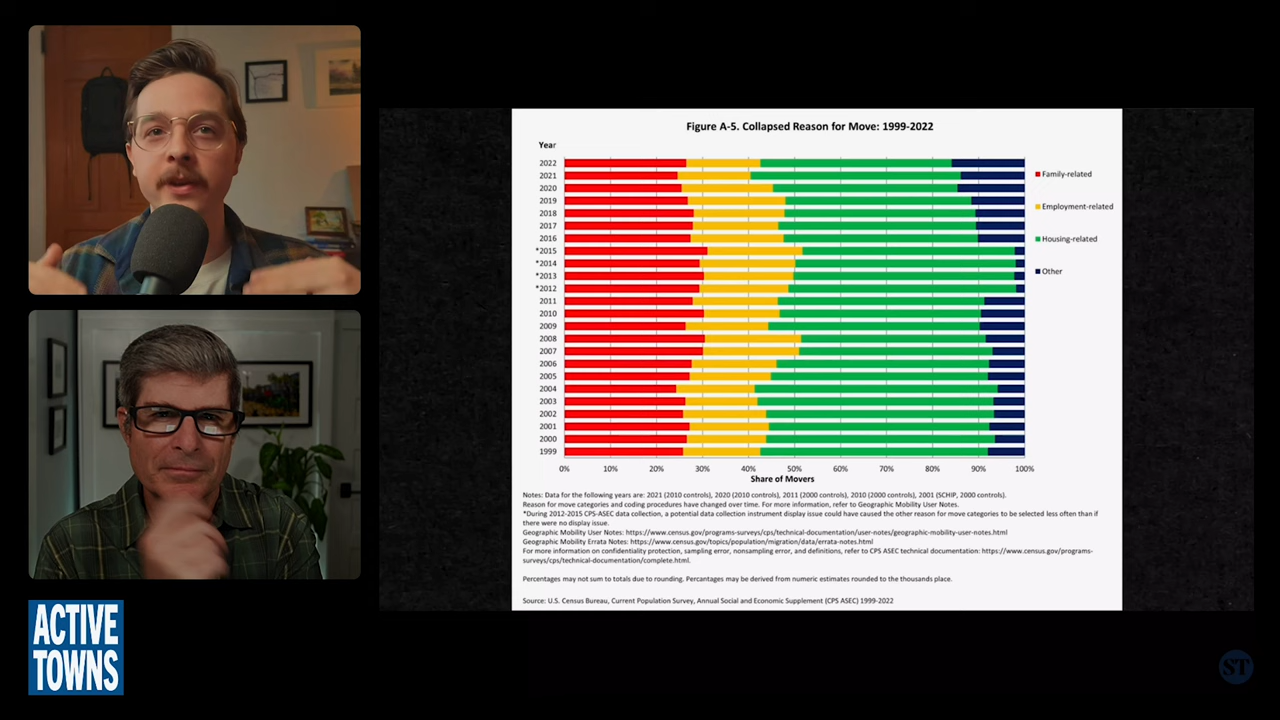 Figure A-5. Collapsed Reason for Move: 1999-2022
Year
2022
2021
2020
2019
2018
2017
2016
*2015
*2014
*2013
*2012
2011
2010
2009
2008
2007
2006
2005
2004
2003
2002
2001
2000
1999
0% 10% 20% 30% 40% 50% 60% 70% 80% 90% 100%
Share of Movers
Family-related
Employment-related
Housing-related
Other
Notes: Data for the following years are: 2021 (2010 controls), 2020 (2010 controls), 2011 (2000 controls), 2010 (2000 controls), 2001 (SCHIP, 2000 controls).
Reason for move categories and coding procedures have changed over time. For more information, refer to Geographic Mobility User Notes.
*During 2012-2015 CPS-ASEC data collection, a potential data collection instrument display issue could have caused the other reason for move categories to be selected less often than if
there were no display issue.
Geographic Mobility User Notes: https://www.census.gov/programs-surveys/cps/technical-documentation/user-notes/geographic-mobility-user-notes.html
Geographic Mobility Errata Notes: https://www.census.gov/topics/population/migration/data/errata-notes.html
For more information on confidentiality protection, sampling error, nonsampling error, and definitions, refer to CPS ASEC technical documentation: https://www.census.gov/programs-
surveys/cps/technical-documentation/complete.html.
Percentages may not sum to totals due to rounding. Percantages may be derived from numeric estimates rounded to the thousands place.
Source: U.S. Census Bureau, Current Population Survey, Annual Social and Economic Supplement (CPS ASEC) 1999-2022
ACTIVE
TOWNS
ST